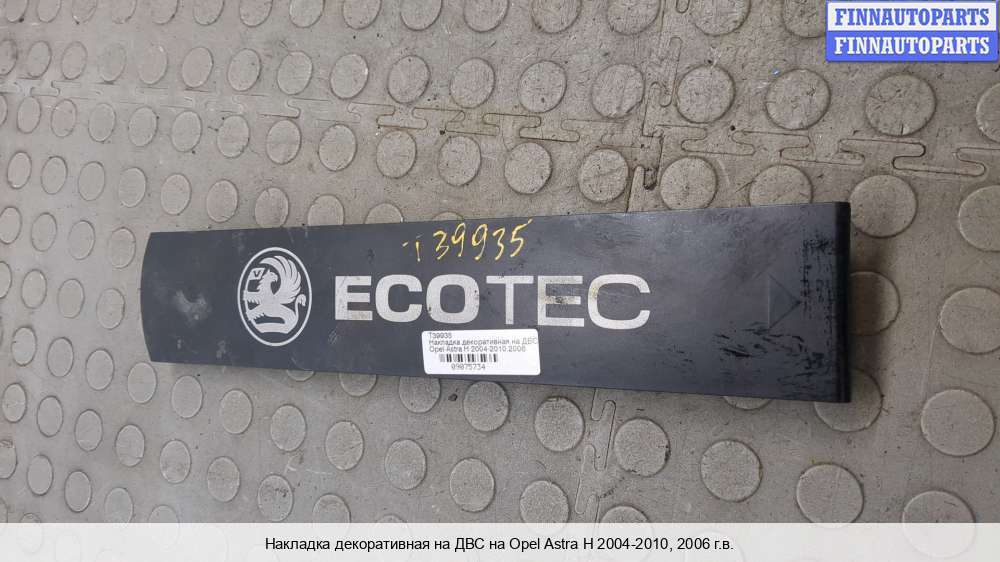 FINNAUTOPARTS
FINNAUTOPARTS
T39935
V
ECOTEC
T39935
Накладка декоративная на ДВС
Opel Astra H 2004-2010 2006
09075734
Накладка декоративная на ДВС на Opel Astra H 2004-2010, 2006 г.в.